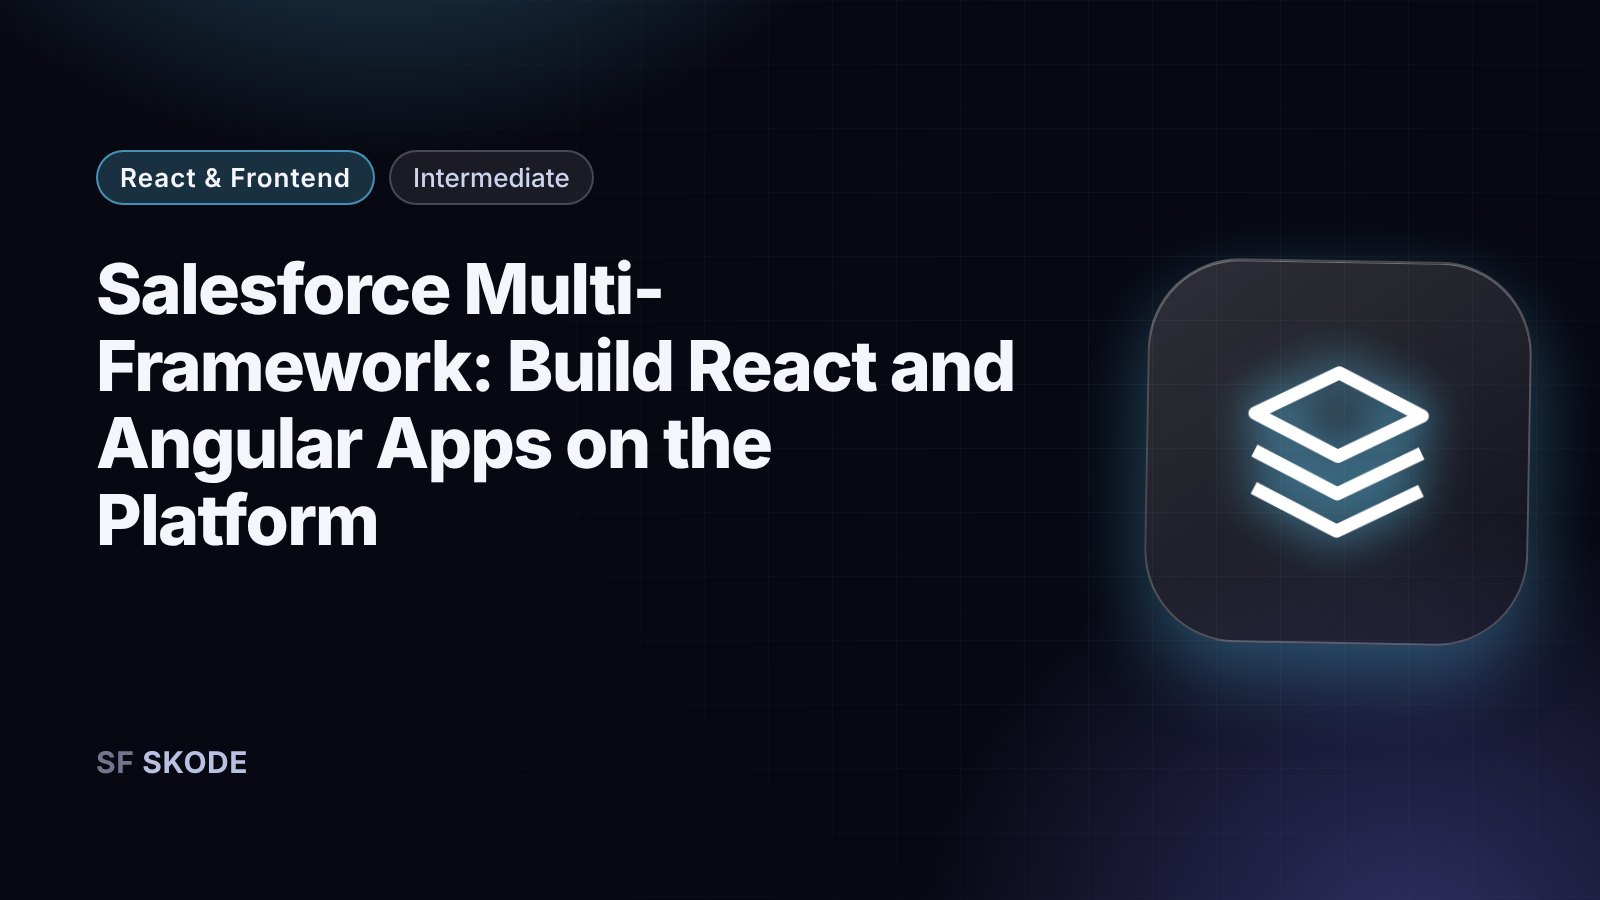 React & Frontend
Intermediate
Salesforce Multi-
Framework: Build React and
Angular Apps on the
Platform
SF SKODE